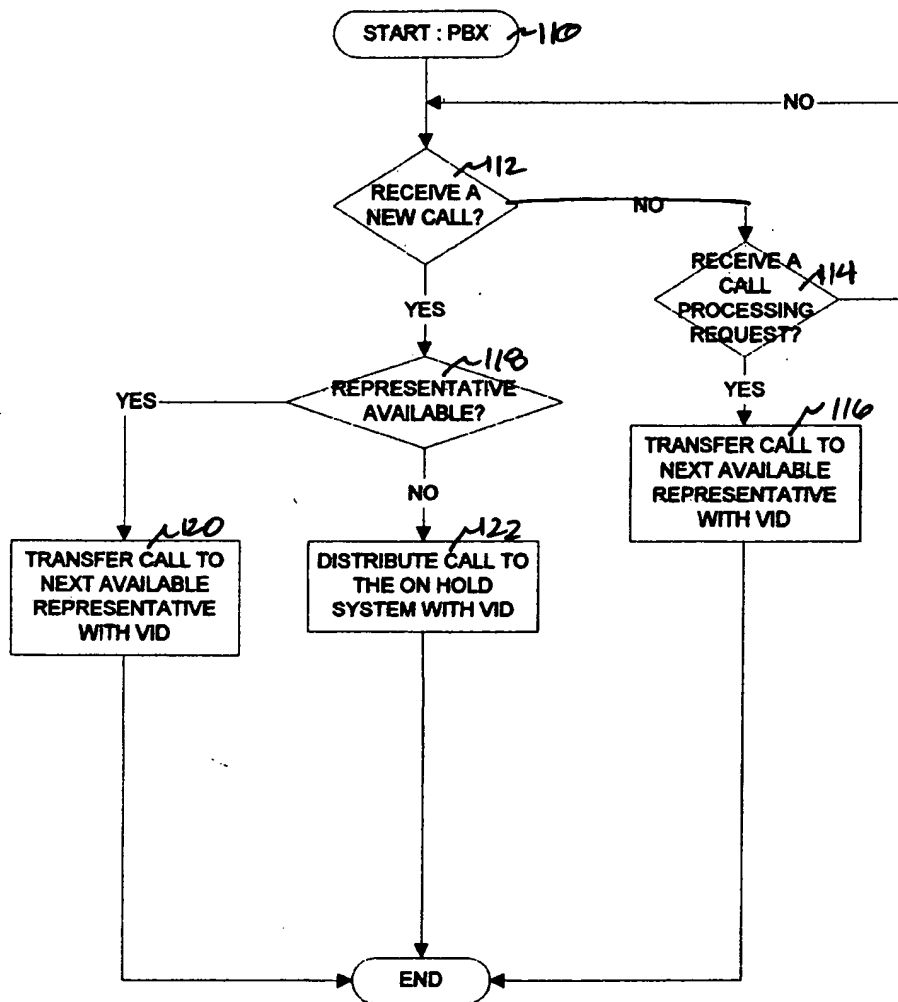 START : PBX ~110
NO
~112
RECEIVE A
NEW CALL?
NO
RECEIVE A
CALL
PROCESSING
REQUEST?
114
YES
~118
REPRESENTATIVE
AVAILABLE?
YES
YES
~116
TRANSFER CALL TO
NEXT AVAILABLE
REPRESENTATIVE
WITH VID
NO
~120
TRANSFER CALL TO
NEXT AVAILABLE
REPRESENTATIVE
WITH VID
~122
DISTRIBUTE CALL TO
THE ON HOLD
SYSTEM WITH VID
END